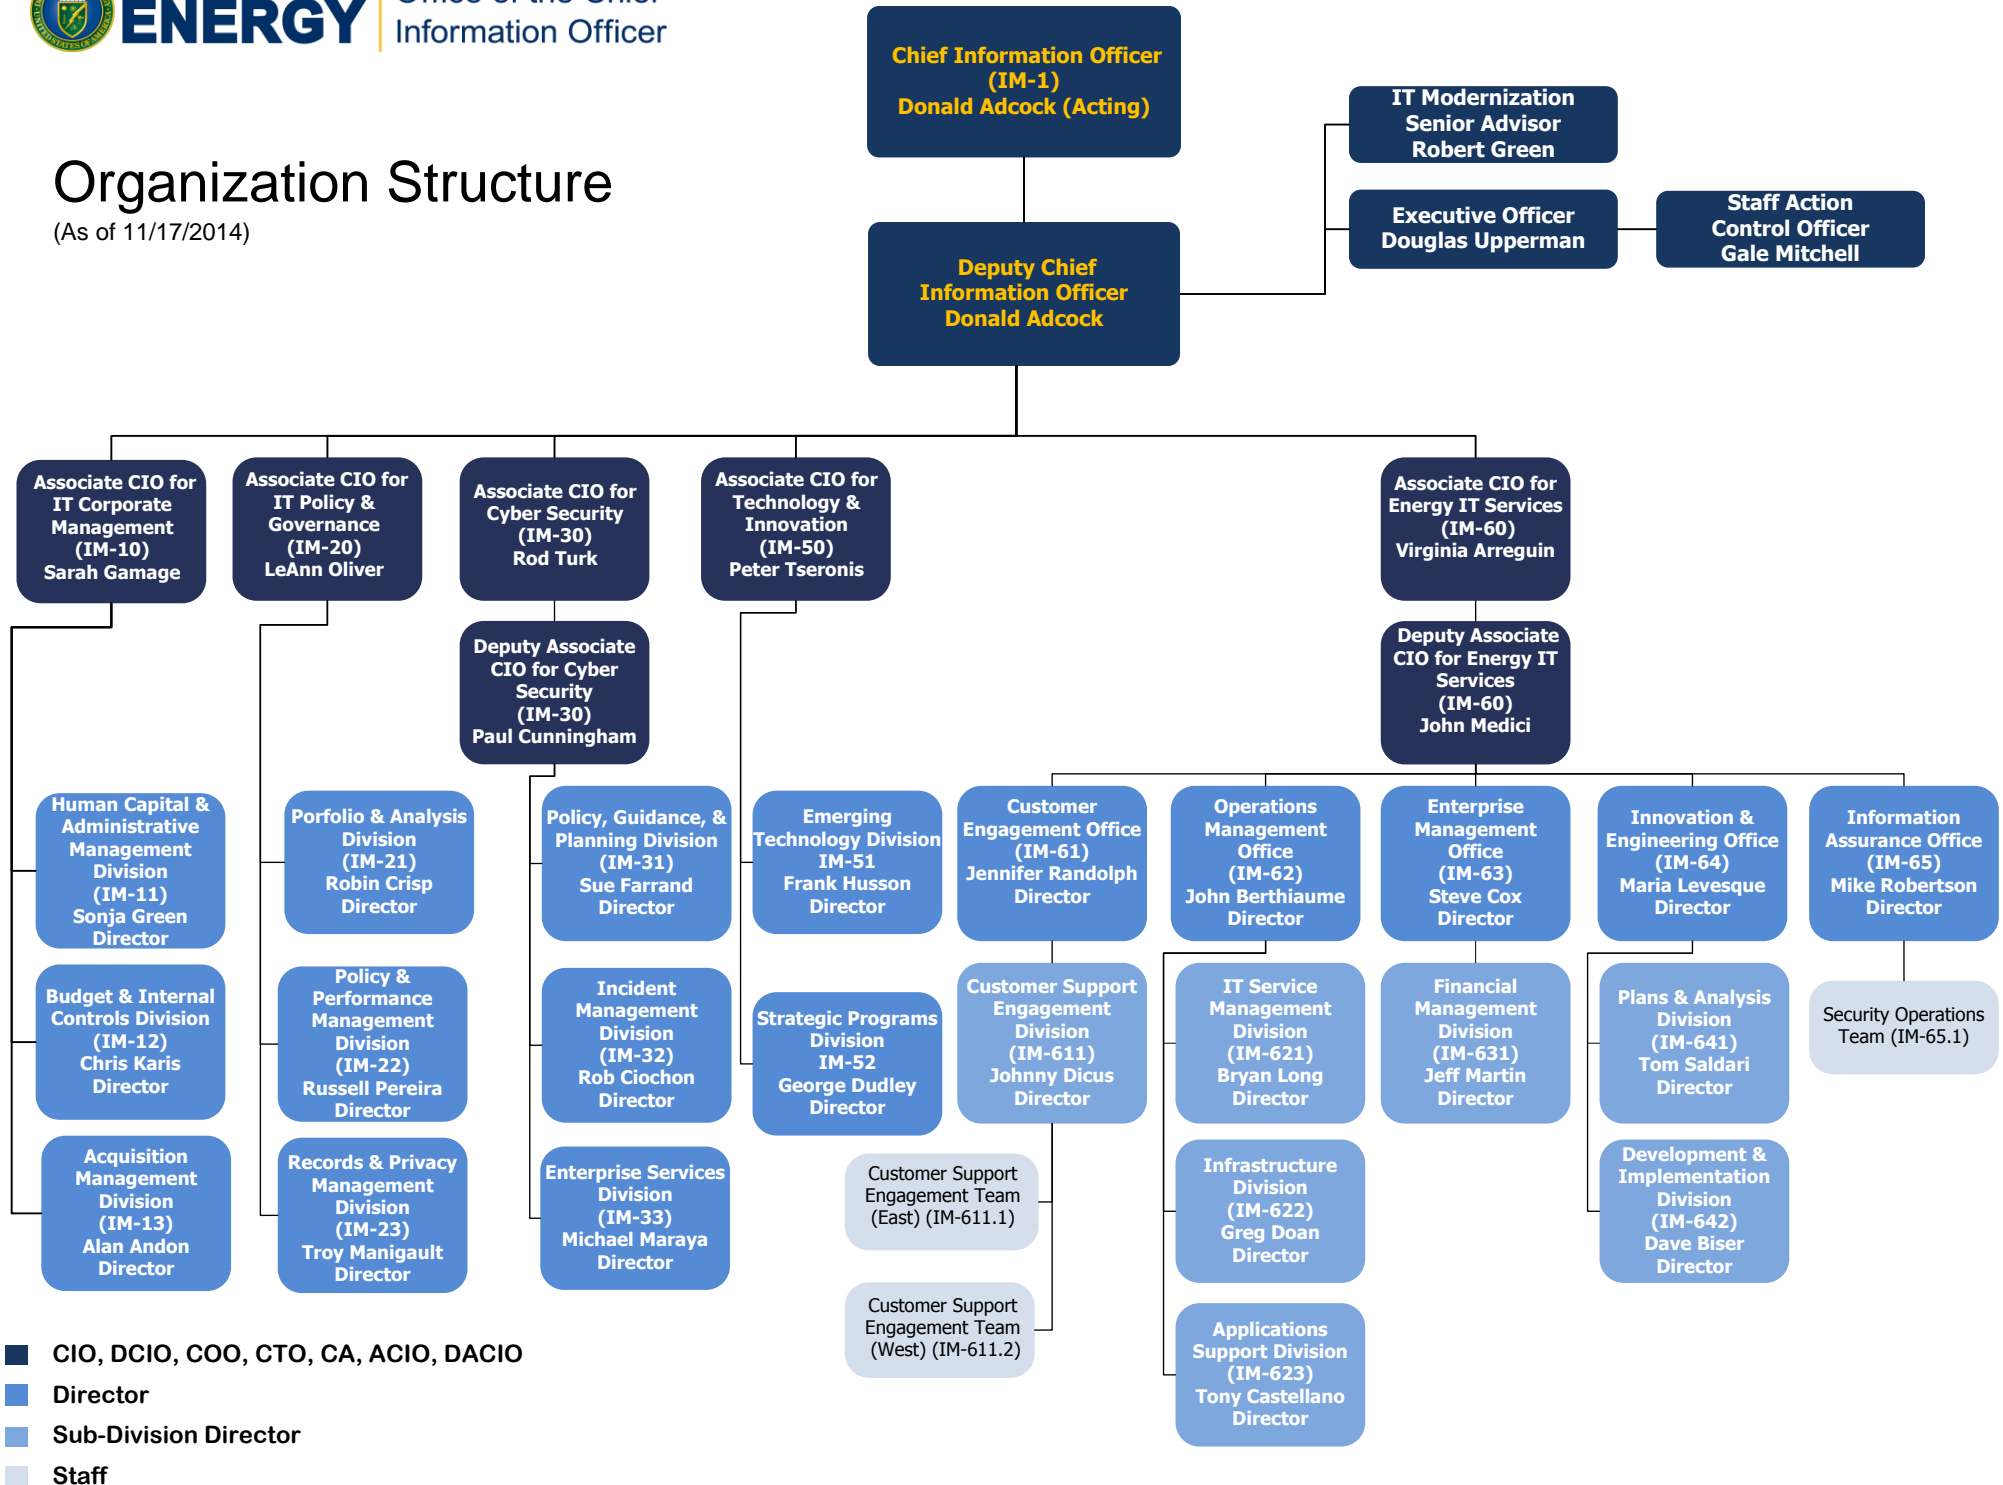 ENERGY
Office of the Chief
Information Officer
Organization Structure
(As of 11/17/2014)
Chief Information Officer
(IM-1)
Donald Adcock (Acting)
Deputy Chief
Information Officer
Donald Adcock
IT Modernization
Senior Advisor
Robert Green
Executive Officer
Douglas Upperman
Staff Action
Control Officer
Gale Mitchell
Associate CIO for
IT Corporate
Management
(IM-10)
Sarah Gamage
Associate CIO for
IT Policy &
Governance
(IM-20)
LeAnn Oliver
Associate CIO for
Cyber Security
(IM-30)
Rod Turk
Associate CIO for
Technology &
Innovation
(IM-50)
Peter Tseronis
Associate CIO for
Energy IT Services
(IM-60)
Virginia Arreguin
Deputy Associate
CIO for Cyber
Security
(IM-30)
Paul Cunningham
Deputy Associate
CIO for Energy IT
Services
(IM-60)
John Medici
Human Capital &
Administrative
Management
Division
(IM-11)
Sonja Green
Director
Porfolio & Analysis
Division
(IM-21)
Robin Crisp
Director
Policy, Guidance, &
Planning Division
(IM-31)
Sue Farrand
Director
Emerging
Technology Division
IM-51
Frank Husson
Director
Customer
Engagement Office
(IM-61)
Jennifer Randolph
Director
Operations
Management
Office
(IM-62)
John Berthiaume
Director
Enterprise
Management
Office
(IM-63)
Steve Cox
Director
Innovation &
Engineering Office
(IM-64)
Maria Levesque
Director
Information
Assurance Office
(IM-65)
Mike Robertson
Director
Budget & Internal
Controls Division
(IM-12)
Chris Karis
Director
Policy &
Performance
Management
Division
(IM-22)
Russell Pereira
Director
Incident
Management
Division
(IM-32)
Rob Ciochon
Director
Strategic Programs
Division
IM-52
George Dudley
Director
Customer Support
Engagement
Division
(IM-611)
Johnny Dicus
Director
IT Service
Management
Division
(IM-621)
Bryan Long
Director
Financial
Management
Division
(IM-631)
Jeff Martin
Director
Plans & Analysis
Division
(IM-641)
Tom Saldari
Director
Security Operations
Team (IM-65.1)
Acquisition
Management
Division
(IM-13)
Alan Andon
Director
Records & Privacy
Management
Division
(IM-23)
Troy Manigault
Director
Enterprise Services
Division
(IM-33)
Michael Maraya
Director
Customer Support
Engagement Team
(East) (IM-611.1)
Infrastructure
Division
(IM-622)
Greg Doan
Director
Development &
Implementation
Division
(IM-642)
Dave Biser
Director
Customer Support
Engagement Team
(West) (IM-611.2)
Applications
Support Division
(IM-623)
Tony Castellano
Director
CIO, DCIO, COO, CTO, CA, ACIO, DACIO
Director
Sub-Division Director
Staff